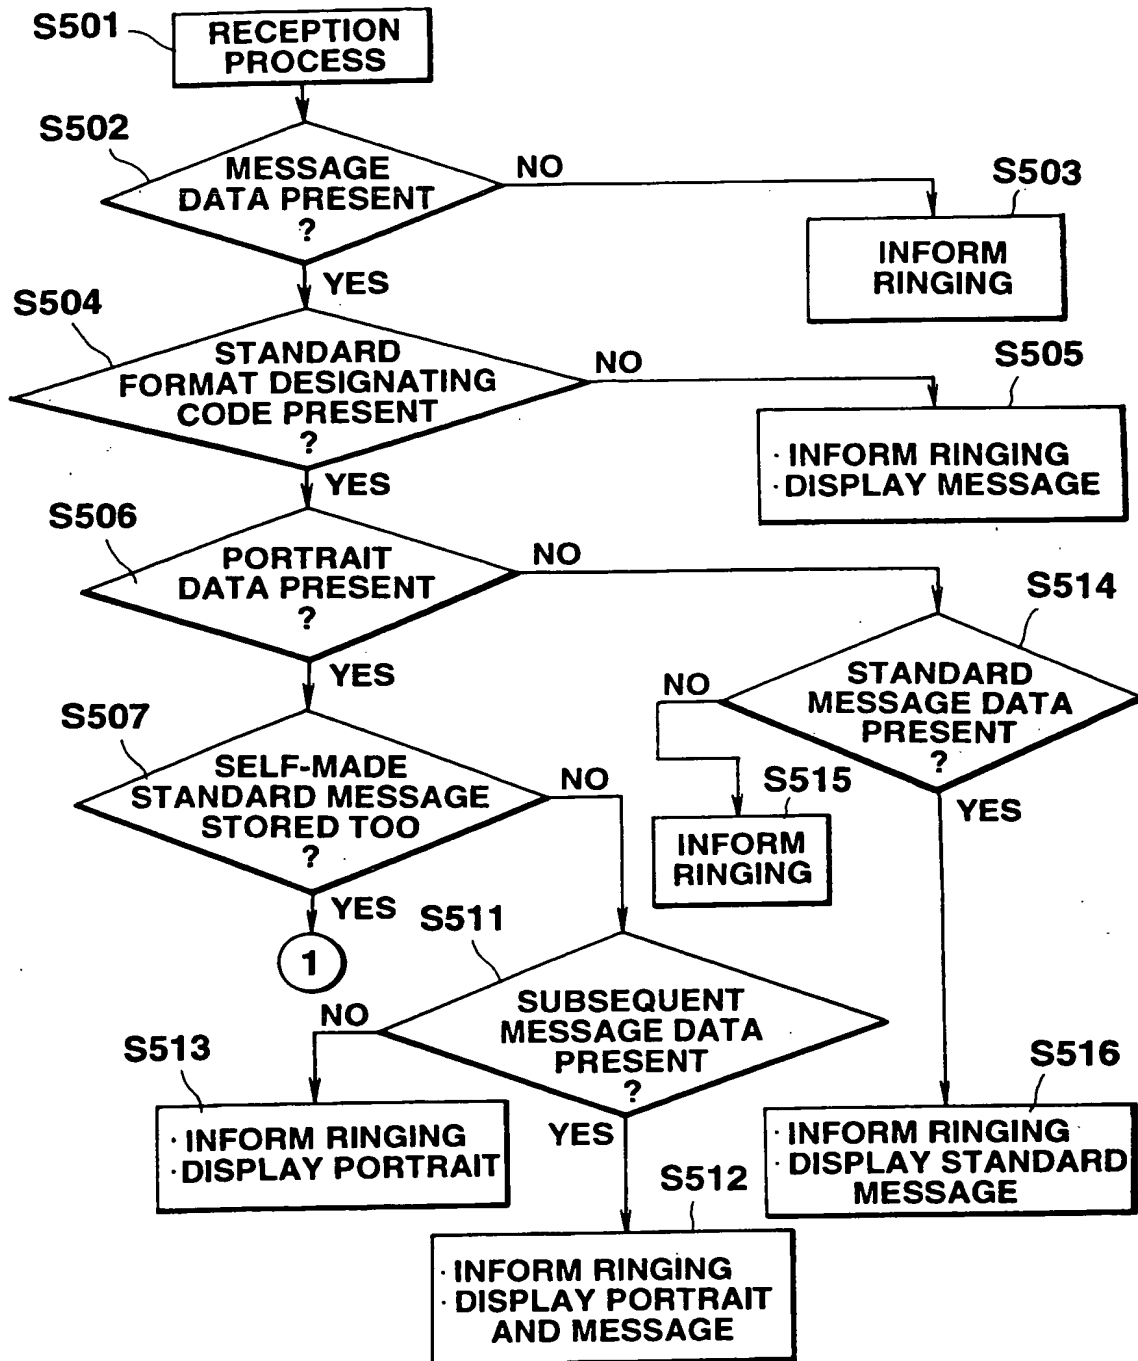 S501
RECEPTION
PROCESS
S502
MESSAGE
DATA PRESENT
?
NO
S503
INFORM
RINGING
YES
S504
STANDARD
FORMAT DESIGNATING
CODE PRESENT
?
NO
S505
· INFORM RINGING
· DISPLAY MESSAGE
YES
S506
PORTRAIT
DATA PRESENT
?
NO
S514
STANDARD
MESSAGE DATA
PRESENT
?
NO
S515
INFORM
RINGING
YES
YES
S507
SELF-MADE
STANDARD MESSAGE
STORED TOO
?
NO
YES
1
S511
SUBSEQUENT
MESSAGE DATA
PRESENT
?
NO
S513
· INFORM RINGING
· DISPLAY PORTRAIT
YES
S512
· INFORM RINGING
· DISPLAY PORTRAIT
AND MESSAGE
S516
· INFORM RINGING
· DISPLAY STANDARD
MESSAGE